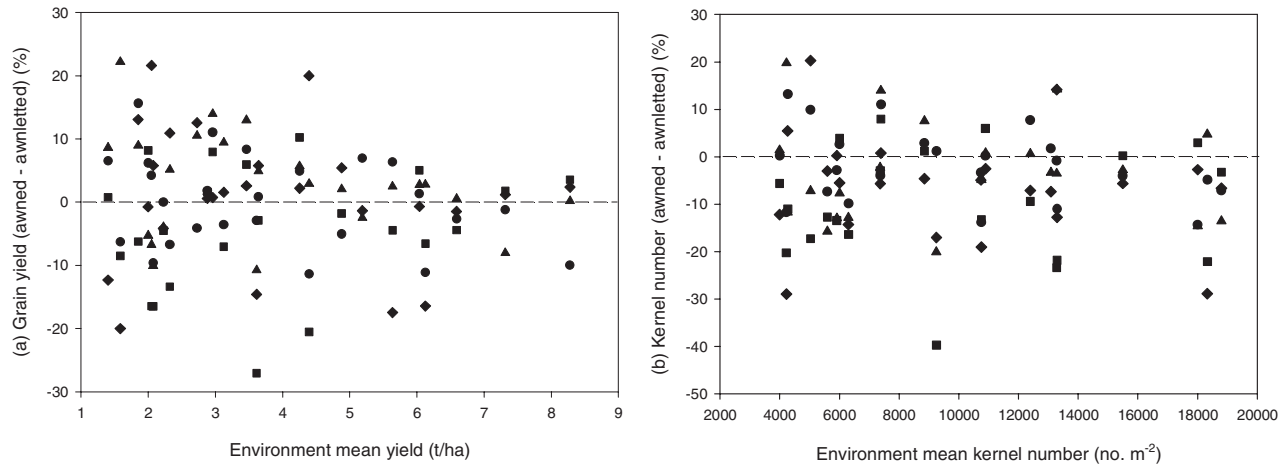 (a) Grain yield (awned - awnletted) (%)
30
20
10
0
-10
-20
-30
1 2 3 4 5 6 7 8 9
Environment mean yield (t/ha)
(b) Kernel number (awned - awnletted) (%)
30
20
10
0
-10
-20
-30
-40
-50
2000 4000 6000 8000 10000 12000 14000 16000 18000 20000
Environment mean kernel number (no. m-2)